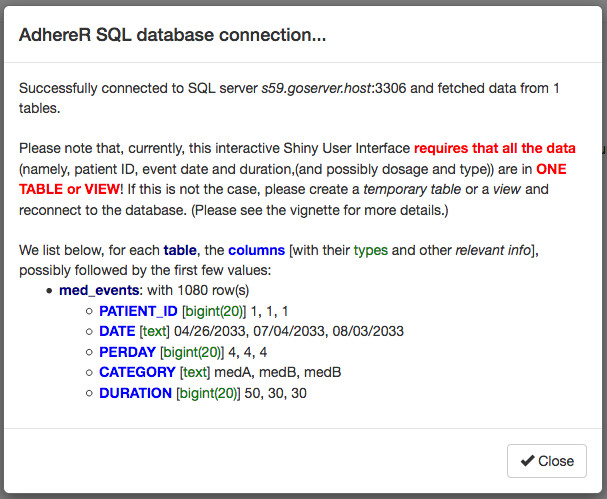 AdhereR SQL database connection...
Successfully connected to SQL server s59.goserver.host:3306 and fetched data from 1
tables.
Please note that, currently, this interactive Shiny User Interface requires that all the data
(namely, patient ID, event date and duration,(and possibly dosage and type)) are in ONE
TABLE or VIEW! If this is not the case, please create a temporary table or a view and
reconnect to the database. (Please see the vignette for more details.)
We list below, for each table, the columns [with their types and other relevant info],
possibly followed by the first few values:
• med_events: with 1080 row(s)
○ PATIENT_ID [bigint(20)] 1, 1, 1
○ DATE [text] 04/26/2033, 07/04/2033, 08/03/2033
○ PERDAY [bigint(20)] 4, 4, 4
○ CATEGORY [text] medA, medB, medB
○ DURATION [bigint(20)] 50, 30, 30
✔ Close